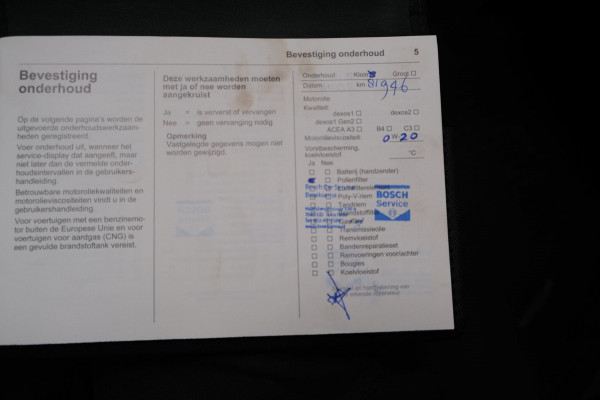 Bevestiging onderhoud 5
Bevestiging
onderhoud
Op de volgende pagina's worden de
uitgevoerde onderhoudswerkzaam-
heden geregistreerd.
Voer onderhoud uit, wanneer het
service-display dat aangeeft, maar
niet later dan de vermelde onder-
houdsintervallen in de gebruikers-
handleiding.
Betrouwbare motoroliekwaliteiten en
motorolieviscositeiten vindt u in de
gebruikershandleiding.
Voor voertuigen met een benzinemo-
tor buiten de Europese Unie en voor
voertuigen voor aardgas (CNG) is
een gevulde brandstoftank vereist.
Deze werkzaamheden moeten
met ja of nee worden
aangekruist
Ja = is ververst of vervangen
Nee = geen vervanging nodig
Opmerking
Vastgelegde gegevens mogen niet
worden gewijzigd.
Onderhoud Klein Groot
Datum km 81946
Motorolie
Kwaliteit:
dexos1 dexos2
dexos1 Gen2
ACEA A3 B4 C3
Motorolieviscositeit: 0 W 20
Vorstbescherming,
koelvloeistof °C
Ja Nee
Batterij (handzender)
Pollenfilter
Poly-V-riem
Tandriem
Transmissieolie
Remvloeistof
Bandenreparatieset
Remvoeringen voor/achter
Bougies
Koelvloeistof
BOSCH
Service